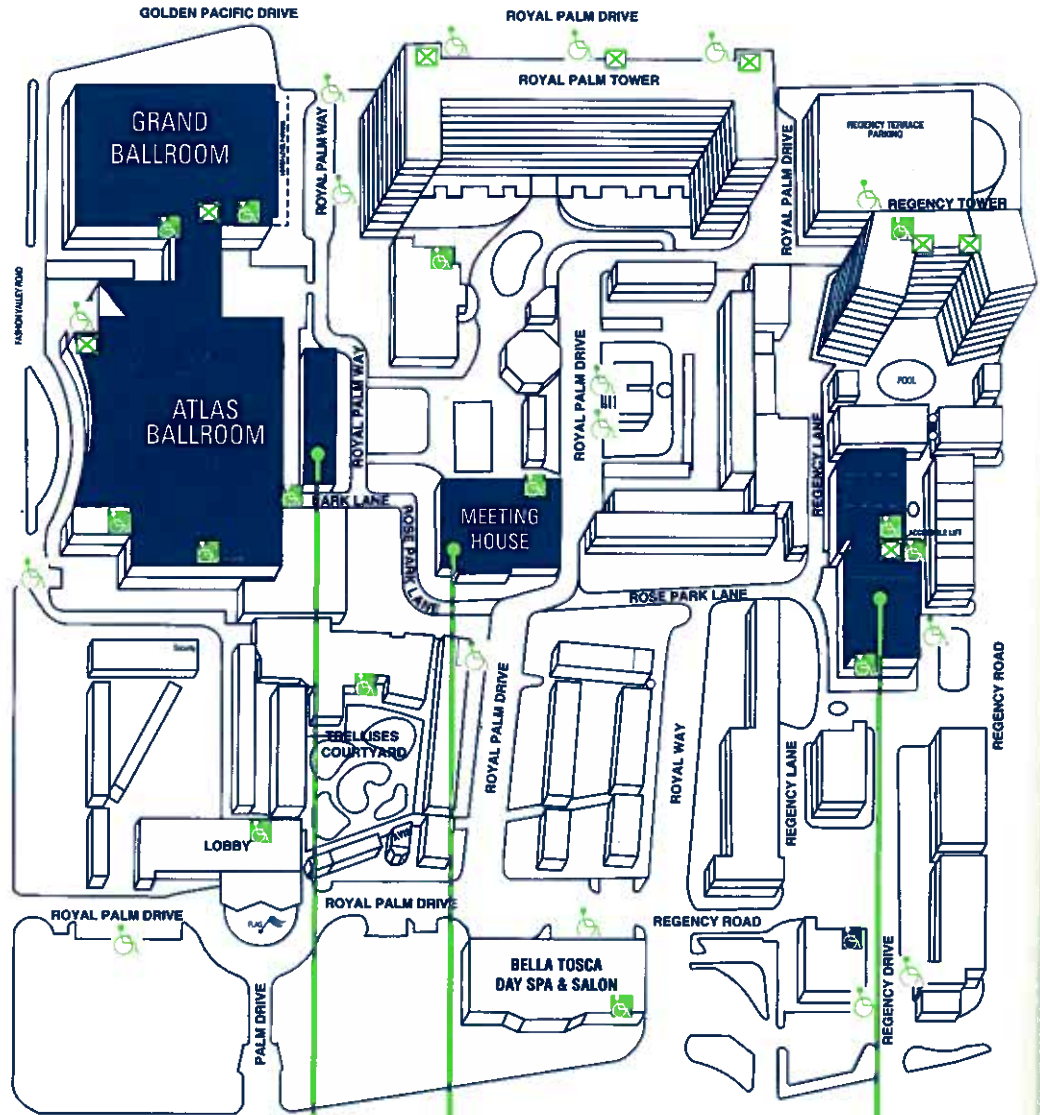 GOLDEN PACIFIC DRIVE
ROYAL PALM DRIVE
ROYAL PALM TOWER
GRAND
BALLROOM
ROYAL PALM WAY
ROYAL PALM DRIVE
REGENCY TERRACE
PARKING
REGENCY TOWER
FASHION VALLEY ROAD
ATLAS
BALLROOM
ROYAL PALM WAY
ROYAL PALM DRIVE
POOL
REGENCY LANE
PARK LANE
ROSE PARK LANE
MEETING
HOUSE
ACCESSIBLE LIFT
ROSE PARK LANE
Security
TRELLISES
COURTYARD
ROYAL PALM DRIVE
ROYAL WAY
REGENCY LANE
REGENCY ROAD
LOBBY
ROYAL PALM DRIVE
FLAG
ROYAL PALM DRIVE
REGENCY ROAD
BELLA TOSCA
DAY SPA & SALON
PALM DRIVE
REGENCY DRIVE